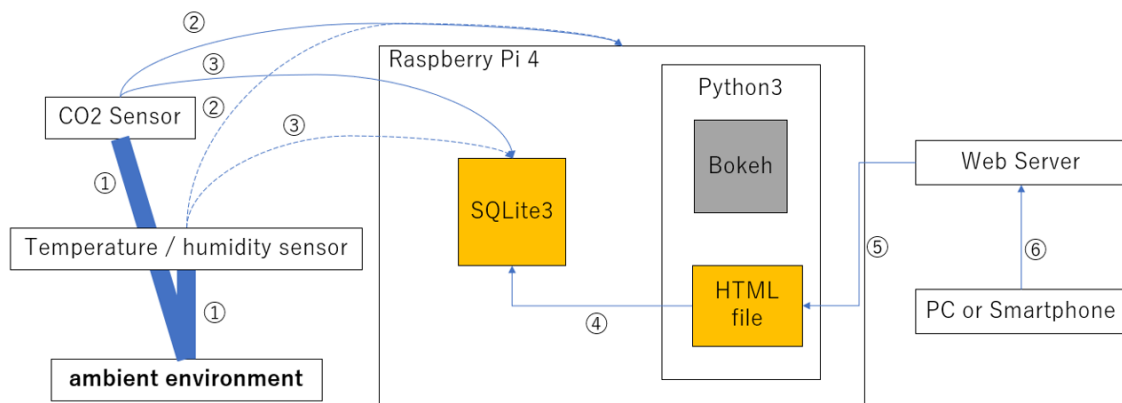 ②
Raspberry Pi 4
③
Python3
CO2 Sensor
②
③
Bokeh
Web Server
①
SQLite3
Temperature / humidity sensor
⑤
⑥
HTML
file
①
④
PC or Smartphone
ambient environment